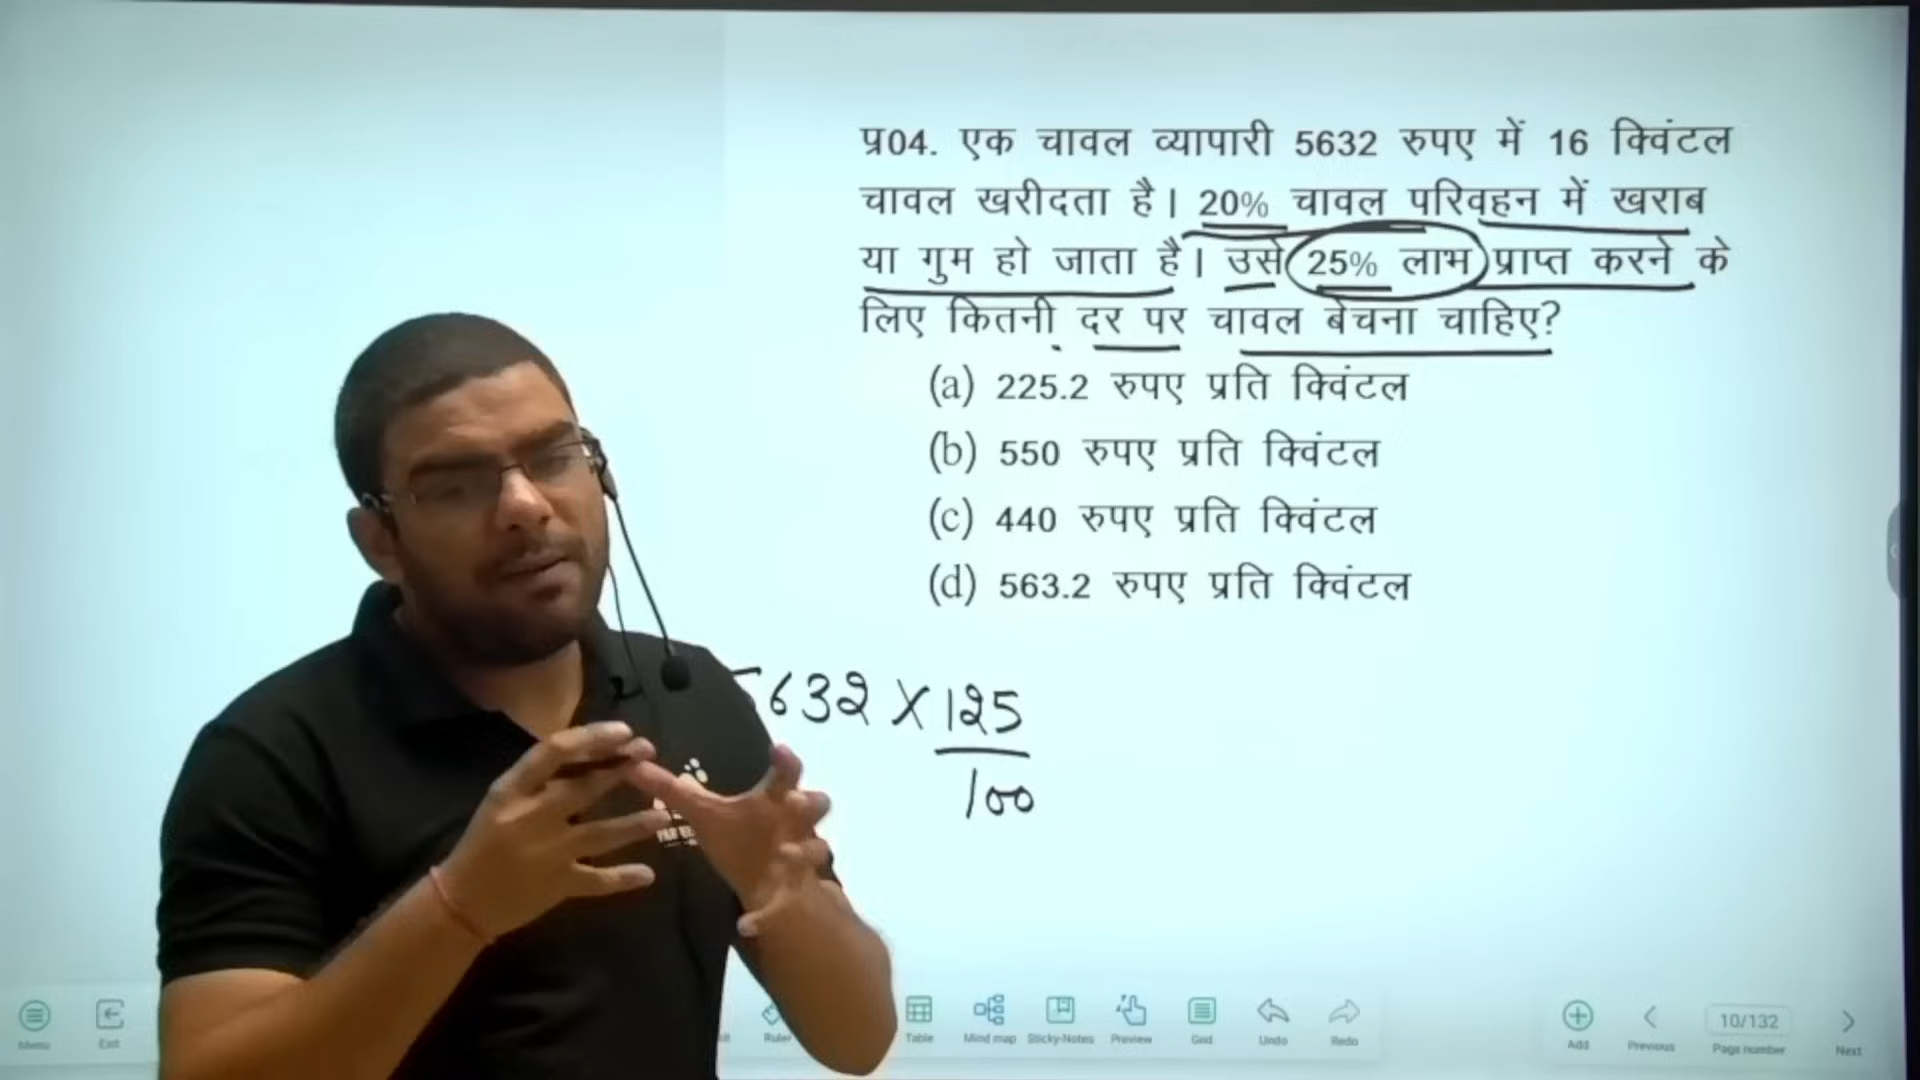 प्र04. एक चावल व्यापारी 5632 रुपए में 16 क्विंटल
चावल खरीदता है। 20% चावल परिवहन में खराब
या गुम हो जाता है। उसे 25% लाभ प्राप्त करने के
लिए कितनी दर पर चावल बेचना चाहिए?
(a) 225.2 रुपए प्रति क्विंटल
(b) 550 रुपए प्रति क्विंटल
(c) 440 रुपए प्रति क्विंटल
(d) 563.2 रुपए प्रति क्विंटल
5632 × 125
100
Menu Exit Ruler Table Mind map Sticky-Notes Preview Grid Undo Redo Add Previous 10/132 Page number Next